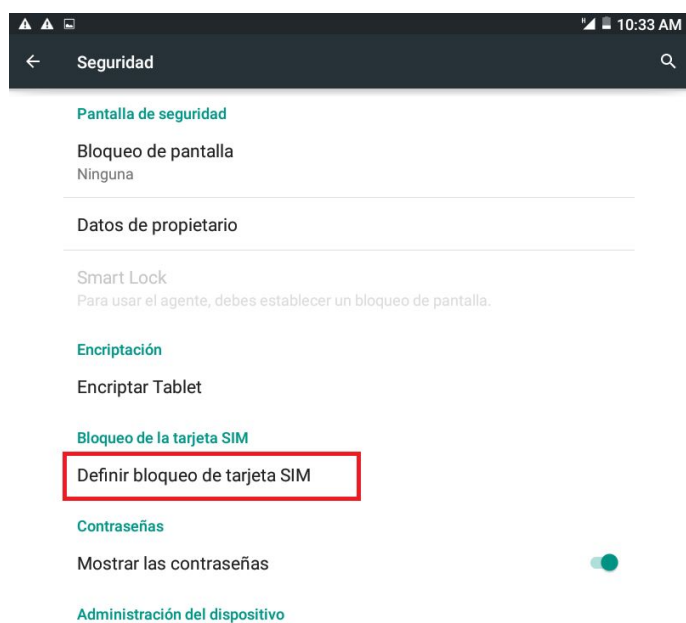 10:33 AM
Seguridad
Pantalla de seguridad
Bloqueo de pantalla
Ninguna
Datos de propietario
Smart Lock
Para usar el agente, debes establecer un bloqueo de pantalla.
Encriptación
Encriptar Tablet
Bloqueo de la tarjeta SIM
Definir bloqueo de tarjeta SIM
Contraseñas
Mostrar las contraseñas
Administración del dispositivo